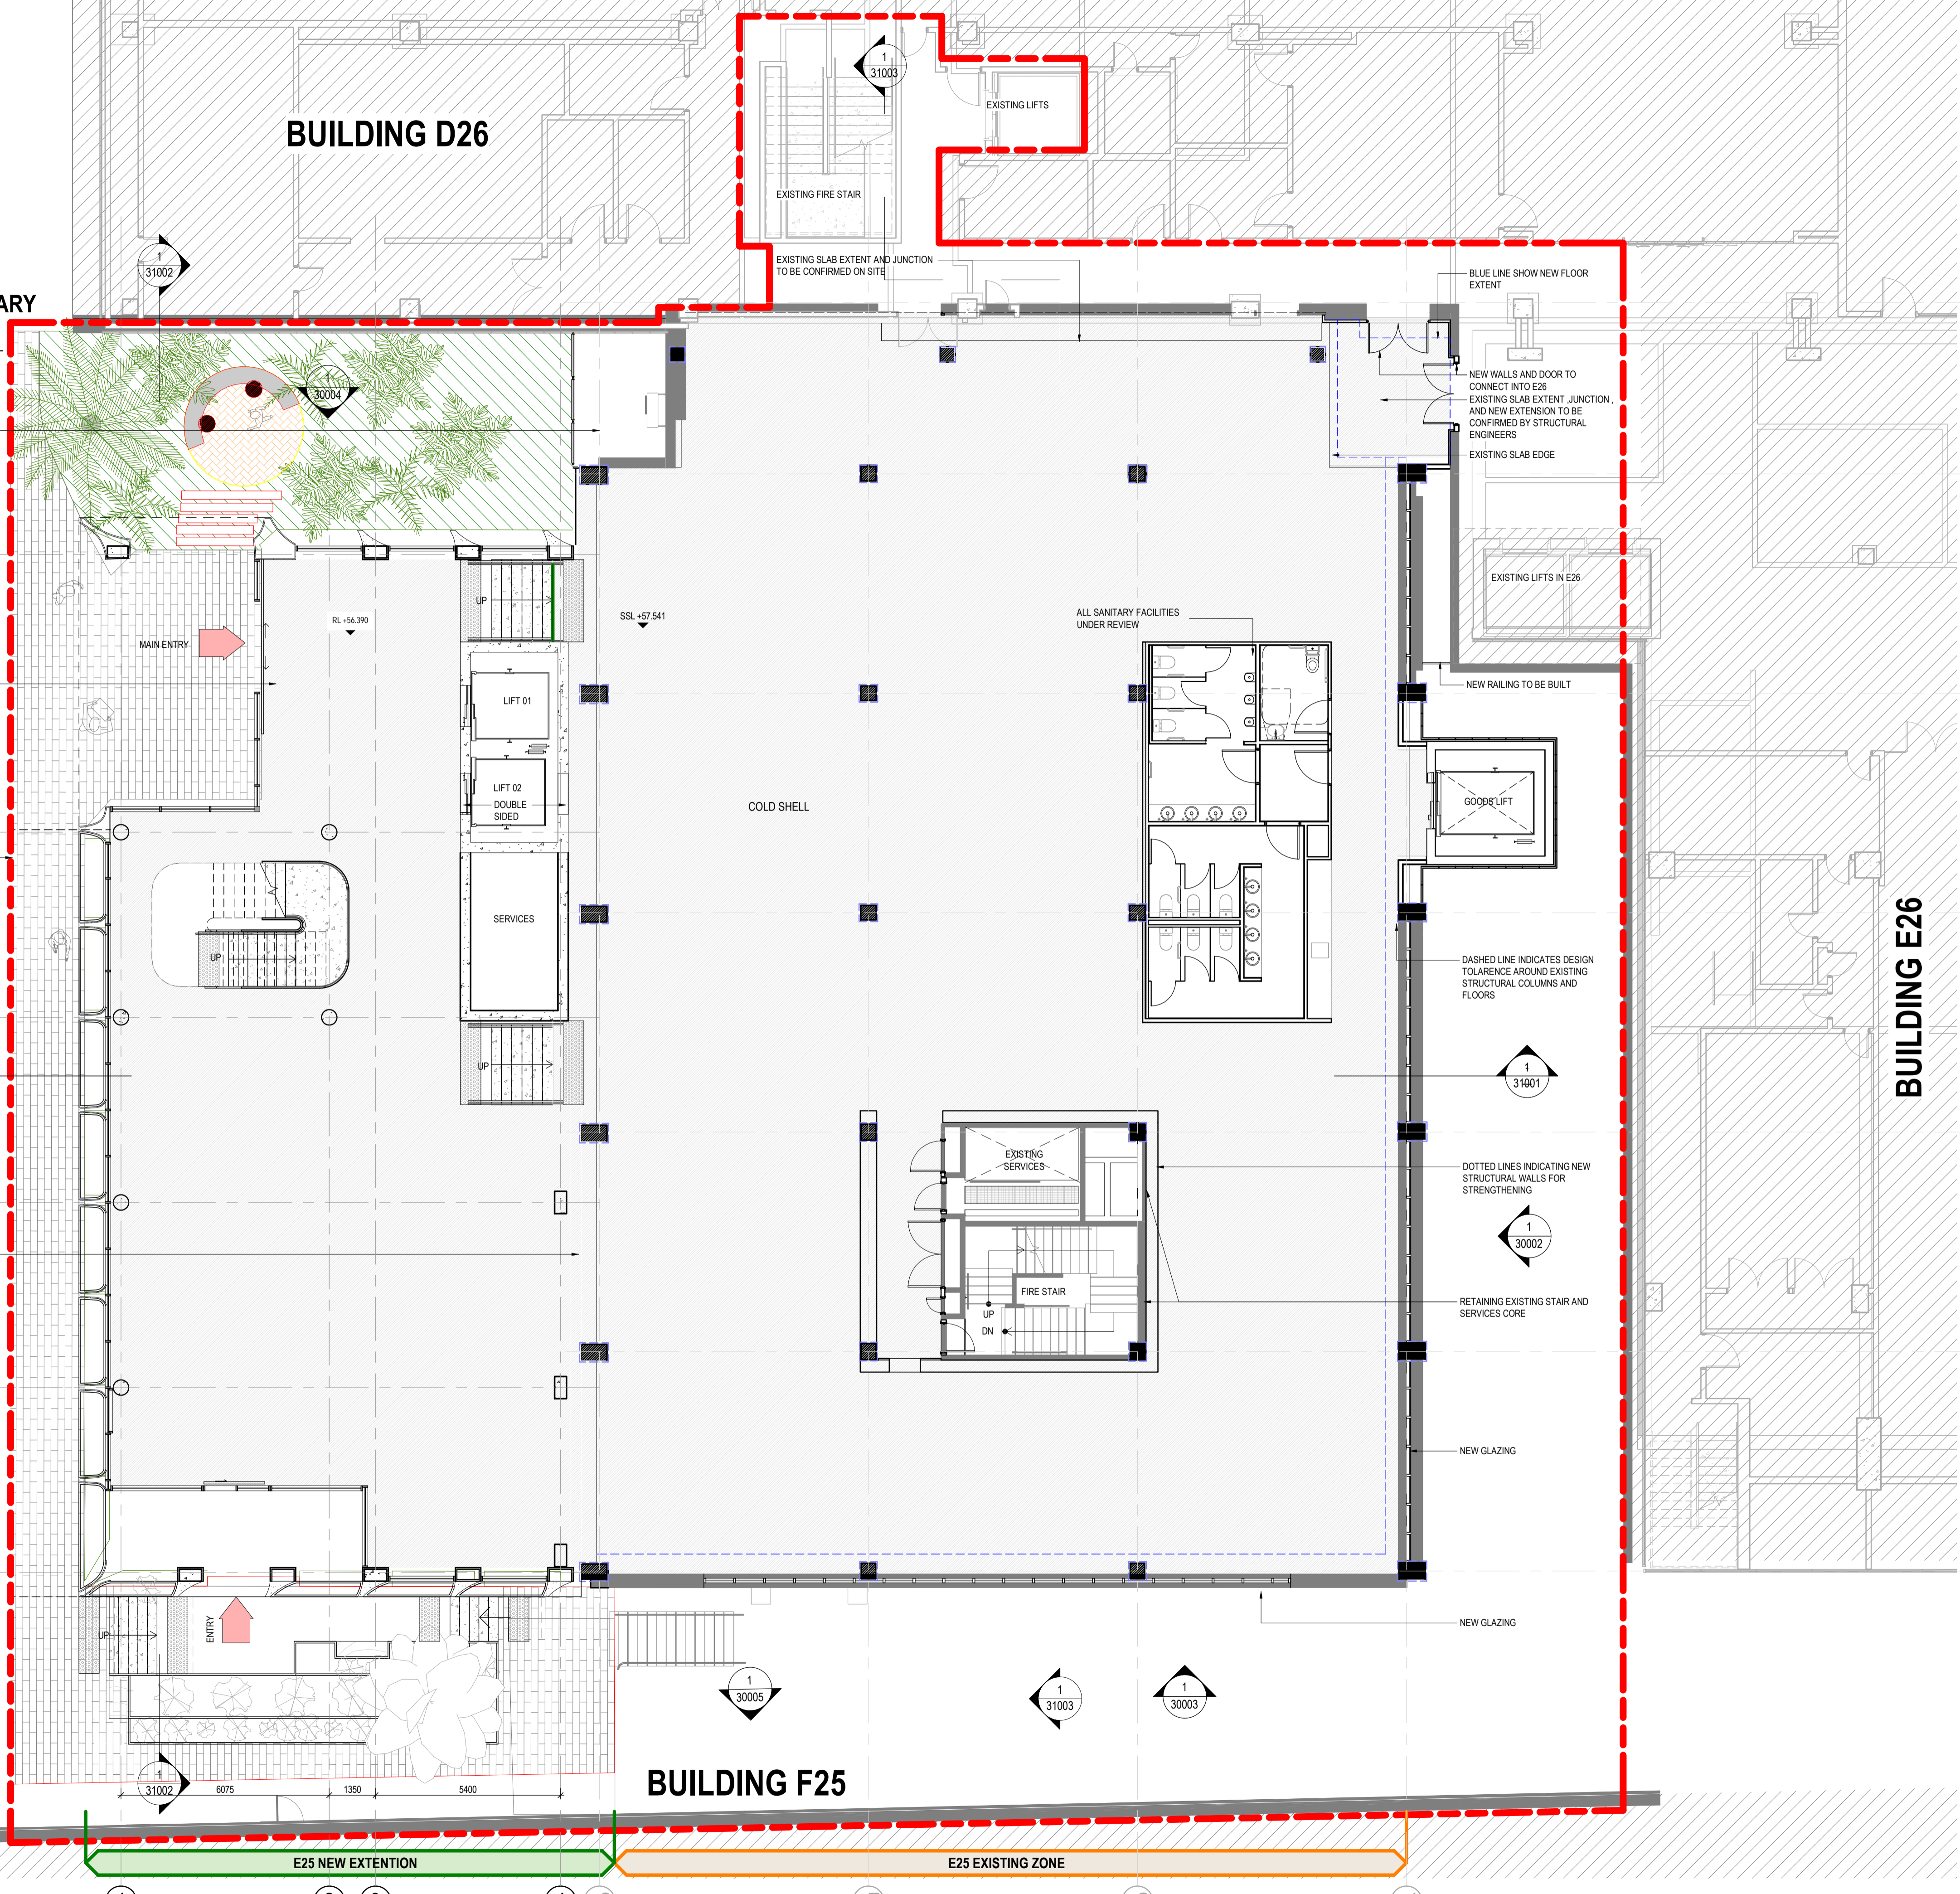 1
31003
EXISTING LIFTS
BUILDING D26
EXISTING FIRE STAIR
1
31002
EXISTING SLAB EXTENT AND JUNCTION
TO BE CONFIRMED ON SITE
BLUE LINE SHOW NEW FLOOR
EXTENT
ARY
1
30004
NEW WALLS AND DOOR TO
CONNECT INTO E26
EXISTING SLAB EXTENT ,JUNCTION ,
AND NEW EXTENSION TO BE
CONFIRMED BY STRUCTURAL
ENGINEERS
EXISTING SLAB EDGE
EXISTING LIFTS IN E26
UP
RL +56.390
SSL +57.541
ALL SANITARY FACILITIES
UNDER REVIEW
MAIN ENTRY
NEW RAILING TO BE BUILT
LIFT 01
LIFT 02
DOUBLE
SIDED
COLD SHELL
GOODS LIFT
SERVICES
UP
BUILDING E26
DASHED LINE INDICATES DESIGN
TOLARENCE AROUND EXISTING
STRUCTURAL COLUMNS AND
FLOORS
UP
1
31001
EXISTING
SERVICES
DOTTED LINES INDICATING NEW
STRUCTURAL WALLS FOR
STRENGTHENING
1
30002
FIRE STAIR
UP
DN
RETAINING EXISTING STAIR AND
SERVICES CORE
NEW GLAZING
NEW GLAZING
UP
ENTRY
1
30005
1
31003
1
30003
1
31002
6075
1350
5400
BUILDING F25
E25 NEW EXTENTION
E25 EXISTING ZONE